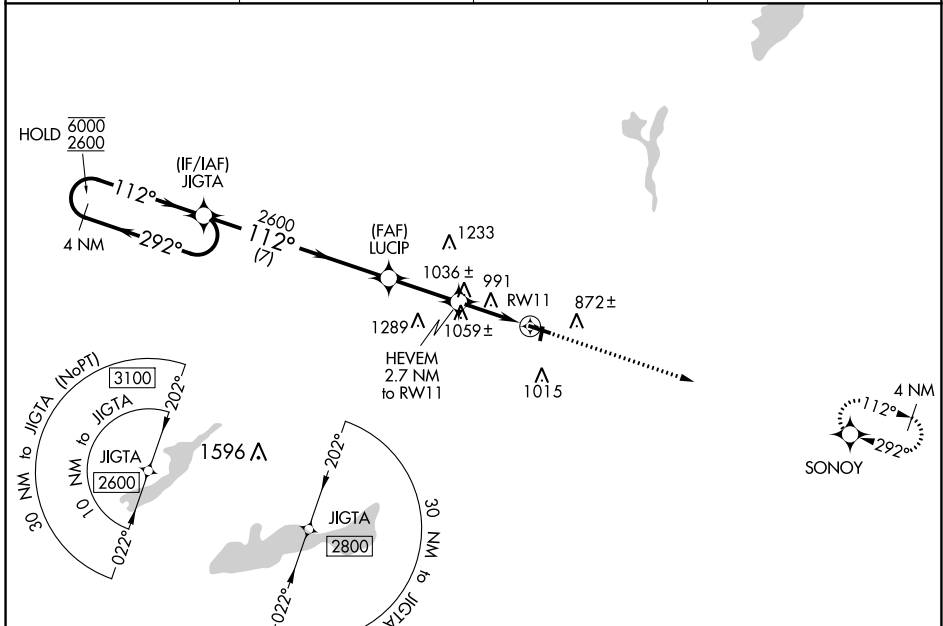 HOLD
6000
2600
4 NM
112°
292°
(IF/IAF)
JIGTA
2600
112°
(7)
(FAF)
LUCIP
1233
1036 ±
991
RW11
872±
1289
1059±
HEVEM
2.7 NM
to RW11
1015
4 NM
112°
292°
SONOY
30 NM to JIGTA (NoPT)
3100
202°
10 NM to JIGTA
JIGTA
2600
022°
1596
202°
JIGTA
2800
022°
30 NM to JIGTA